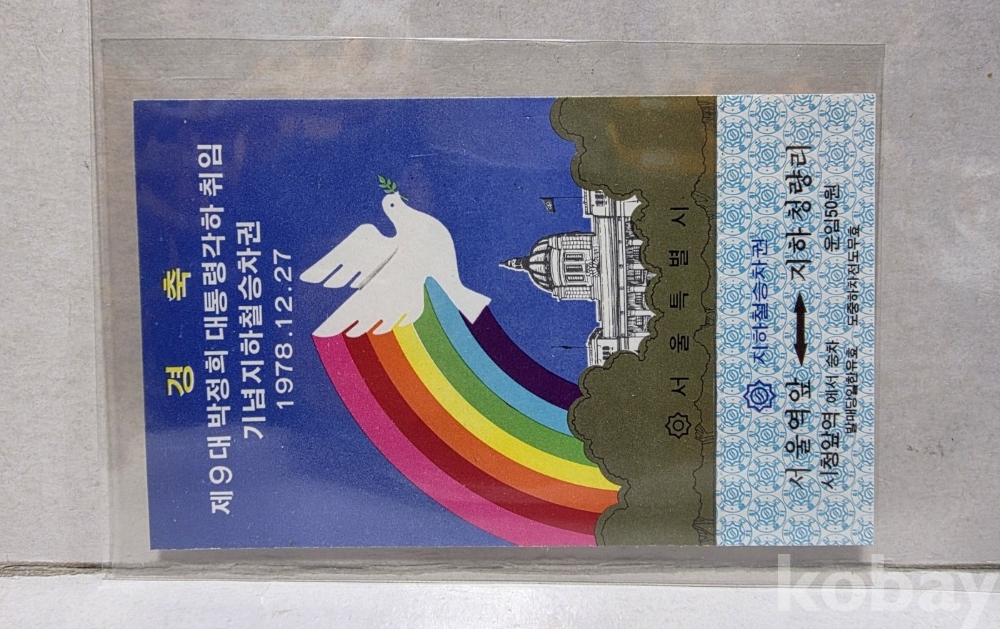 경 축
제9대 박정희 대통령각하 취임
기념지하철승차권
1978.12.27
서울특별시
지하철승차권
서울역앞 ↔ 지하청량리
시청앞역에서 승차 운임50원
발매당일한유효 도중하차전도무효
kobay